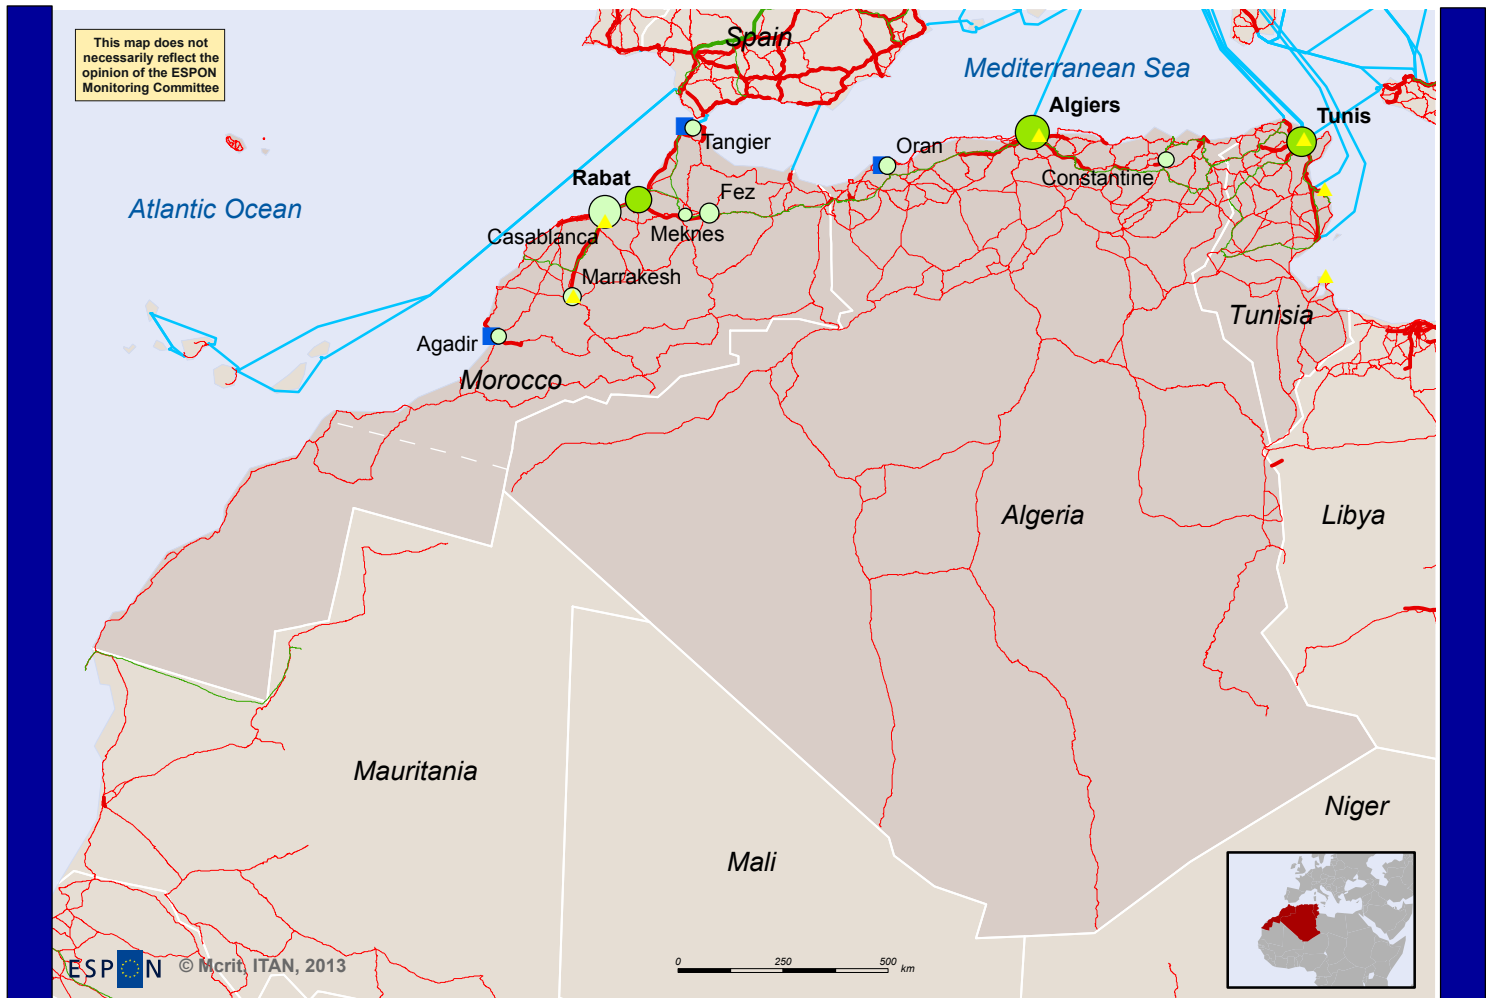 This map does not
necessarily reflect the
opinion of the ESPON
Monitoring Committee
Spain
Mediterranean Sea
Algiers
Tunis
Tangier
Oran
Constantine
Rabat
Fez
Atlantic Ocean
Casablanca
Meknes
Marrakesh
Tunisia
Agadir
Morocco
Algeria
Libya
Mauritania
Niger
Mali
ESPON © Mcrit, ITAN, 2013
0 250 500
km